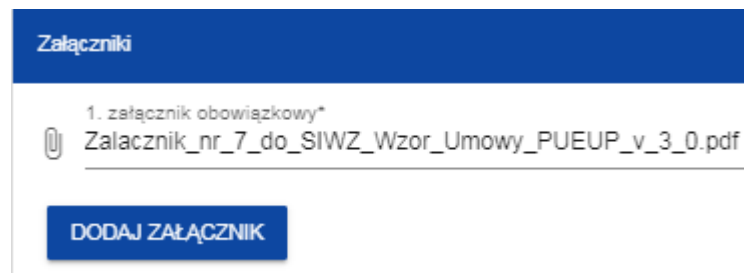 Załączniki
1. załącznik obowiązkowy*
Zalacznik_nr_7_do_SIWZ_Wzor_Umowy_PUEUP_v_3_0.pdf
DODAJ ZAŁĄCZNIK